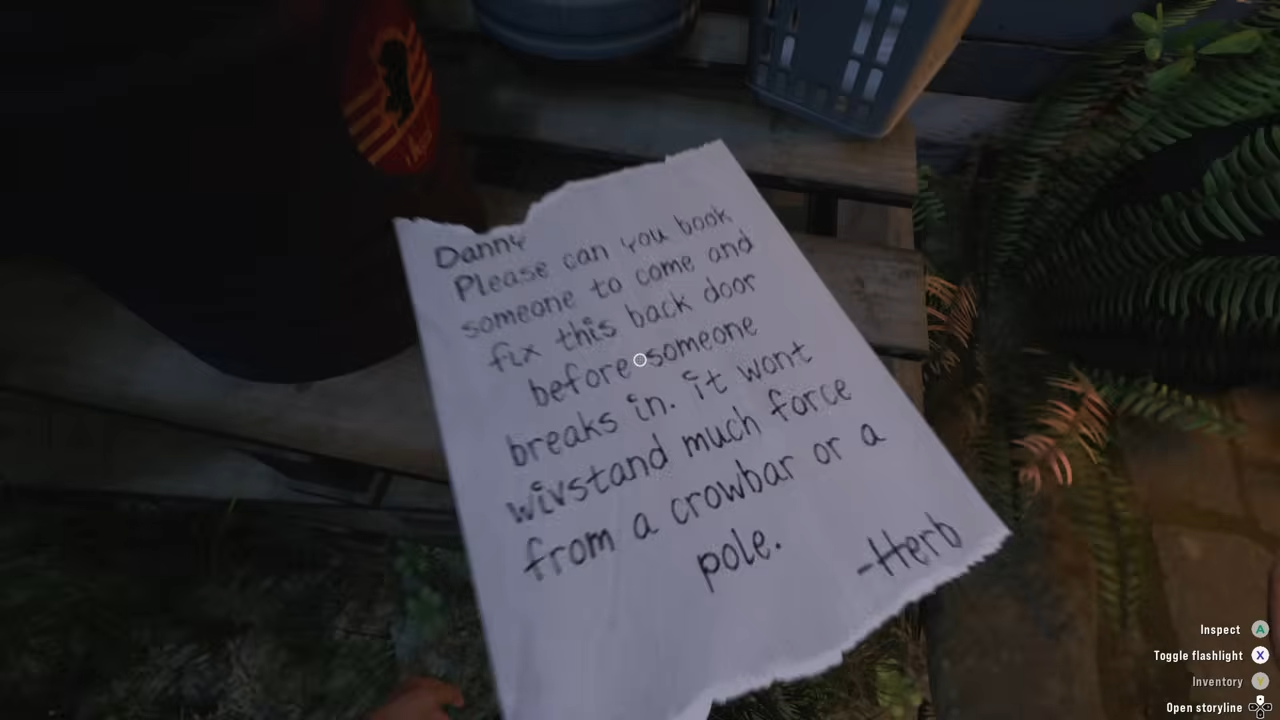 Danny
Please can you book
someone to come and
fix this back door
before someone
breaks in. it wont
wivstand much force
from a crowbar or a
pole.
-Herb
Inspect A
Toggle flashlight X
Inventory Y
Open storyline